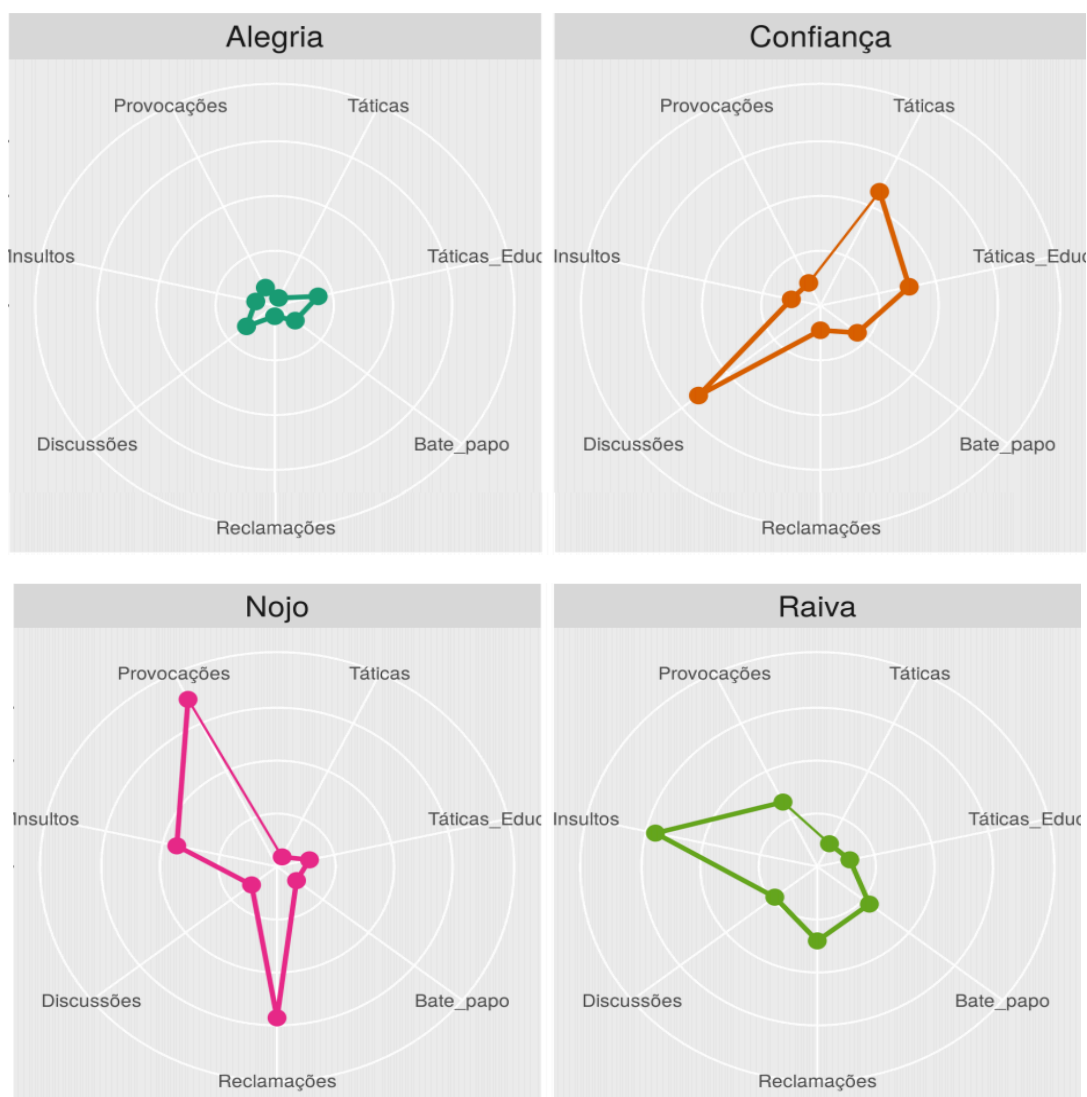 Alegria
Provocações
Táticas
Insultos
Táticas_Educ
Discussões
Bate_papo
Reclamações
Confiança
Provocações
Táticas
Insultos
Táticas_Educ
Discussões
Bate_papo
Reclamações
Nojo
Provocações
Táticas
Insultos
Táticas_Educ
Discussões
Bate_papo
Reclamações
Raiva
Provocações
Táticas
Insultos
Táticas_Educ
Discussões
Bate_papo
Reclamações